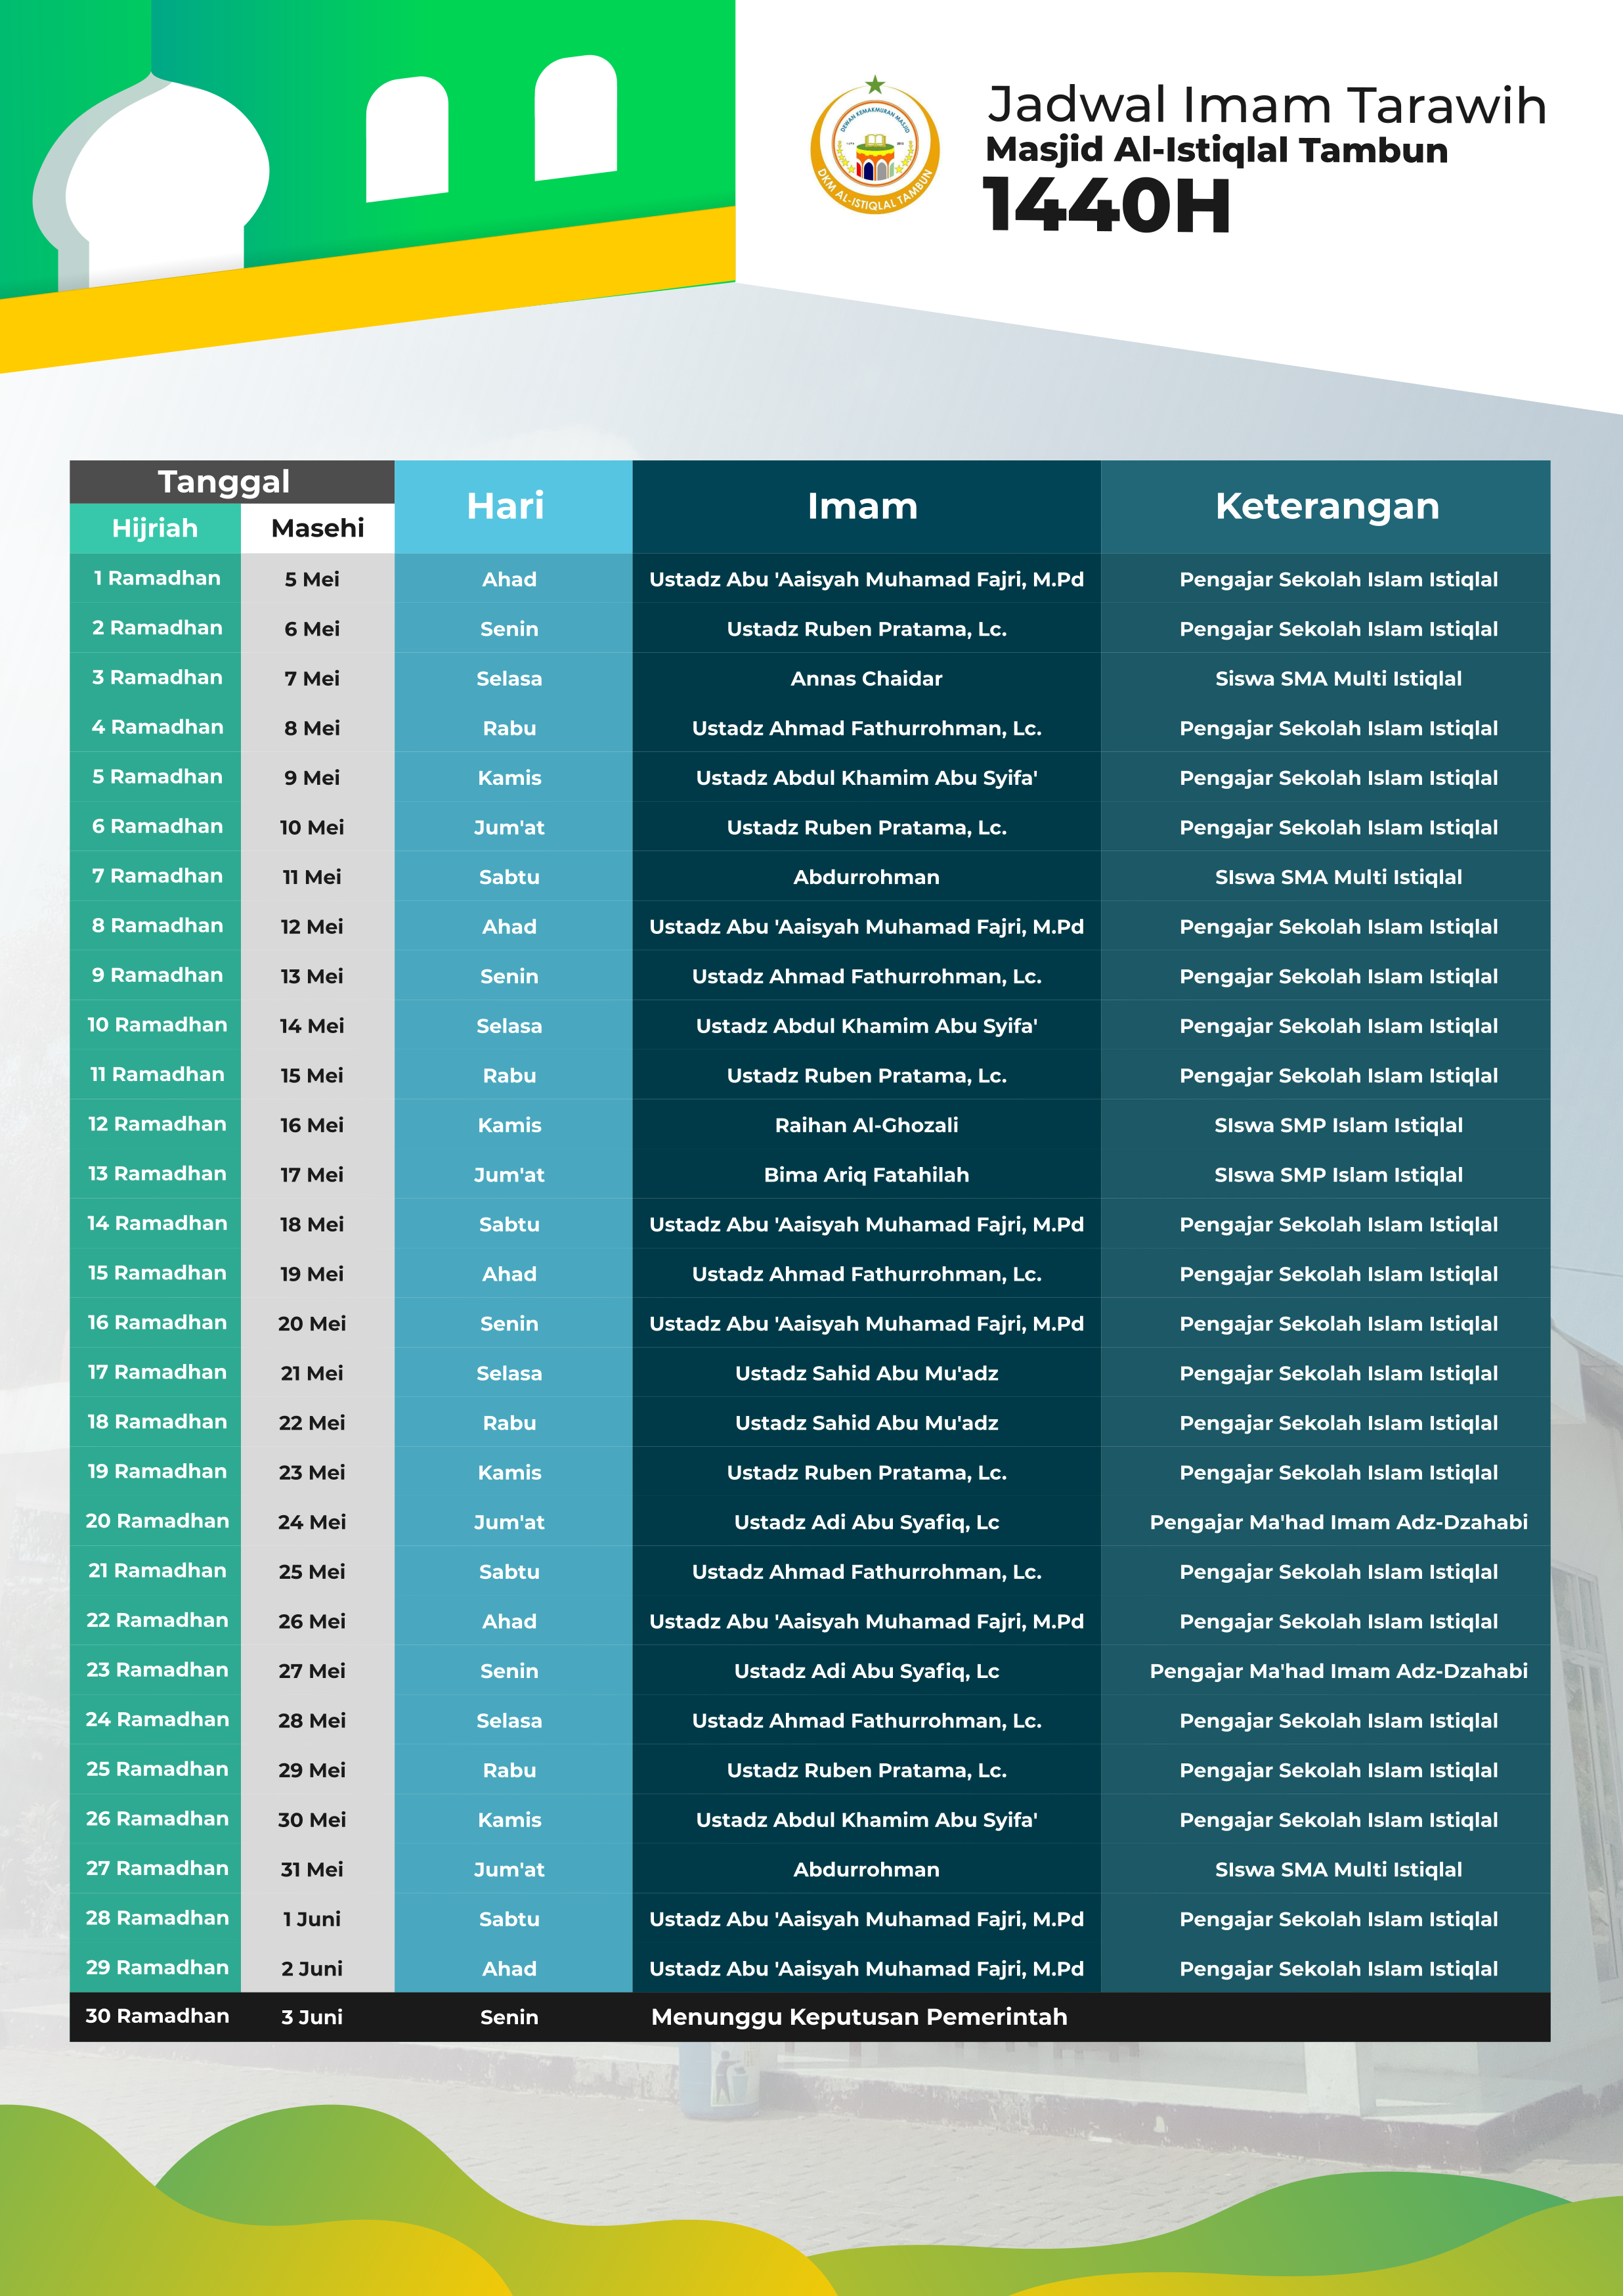 DEWAN KEMAKMURAN MASJID
DKM AL-ISTIQLAL TAMBUN
Jadwal Imam Tarawih
Masjid Al-Istiqlal Tambun
1440H
Tanggal
Hijriah Masehi Hari Imam Keterangan
1 Ramadhan 5 Mei Ahad Ustadz Abu 'Aaisyah Muhamad Fajri, M.Pd Pengajar Sekolah Islam Istiqlal
2 Ramadhan 6 Mei Senin Ustadz Ruben Pratama, Lc. Pengajar Sekolah Islam Istiqlal
3 Ramadhan 7 Mei Selasa Annas Chaidar Siswa SMA Multi Istiqlal
4 Ramadhan 8 Mei Rabu Ustadz Ahmad Fathurrohman, Lc. Pengajar Sekolah Islam Istiqlal
5 Ramadhan 9 Mei Kamis Ustadz Abdul Khamim Abu Syifa' Pengajar Sekolah Islam Istiqlal
6 Ramadhan 10 Mei Jum'at Ustadz Ruben Pratama, Lc. Pengajar Sekolah Islam Istiqlal
7 Ramadhan 11 Mei Sabtu Abdurrohman SIswa SMA Multi Istiqlal
8 Ramadhan 12 Mei Ahad Ustadz Abu 'Aaisyah Muhamad Fajri, M.Pd Pengajar Sekolah Islam Istiqlal
9 Ramadhan 13 Mei Senin Ustadz Ahmad Fathurrohman, Lc. Pengajar Sekolah Islam Istiqlal
10 Ramadhan 14 Mei Selasa Ustadz Abdul Khamim Abu Syifa' Pengajar Sekolah Islam Istiqlal
11 Ramadhan 15 Mei Rabu Ustadz Ruben Pratama, Lc. Pengajar Sekolah Islam Istiqlal
12 Ramadhan 16 Mei Kamis Raihan Al-Ghozali SIswa SMP Islam Istiqlal
13 Ramadhan 17 Mei Jum'at Bima Ariq Fatahilah SIswa SMP Islam Istiqlal
14 Ramadhan 18 Mei Sabtu Ustadz Abu 'Aaisyah Muhamad Fajri, M.Pd Pengajar Sekolah Islam Istiqlal
15 Ramadhan 19 Mei Ahad Ustadz Ahmad Fathurrohman, Lc. Pengajar Sekolah Islam Istiqlal
16 Ramadhan 20 Mei Senin Ustadz Abu 'Aaisyah Muhamad Fajri, M.Pd Pengajar Sekolah Islam Istiqlal
17 Ramadhan 21 Mei Selasa Ustadz Sahid Abu Mu'adz Pengajar Sekolah Islam Istiqlal
18 Ramadhan 22 Mei Rabu Ustadz Sahid Abu Mu'adz Pengajar Sekolah Islam Istiqlal
19 Ramadhan 23 Mei Kamis Ustadz Ruben Pratama, Lc. Pengajar Sekolah Islam Istiqlal
20 Ramadhan 24 Mei Jum'at Ustadz Adi Abu Syafiq, Lc Pengajar Ma'had Imam Adz-Dzahabi
21 Ramadhan 25 Mei Sabtu Ustadz Ahmad Fathurrohman, Lc. Pengajar Sekolah Islam Istiqlal
22 Ramadhan 26 Mei Ahad Ustadz Abu 'Aaisyah Muhamad Fajri, M.Pd Pengajar Sekolah Islam Istiqlal
23 Ramadhan 27 Mei Senin Ustadz Adi Abu Syafiq, Lc Pengajar Ma'had Imam Adz-Dzahabi
24 Ramadhan 28 Mei Selasa Ustadz Ahmad Fathurrohman, Lc. Pengajar Sekolah Islam Istiqlal
25 Ramadhan 29 Mei Rabu Ustadz Ruben Pratama, Lc. Pengajar Sekolah Islam Istiqlal
26 Ramadhan 30 Mei Kamis Ustadz Abdul Khamim Abu Syifa' Pengajar Sekolah Islam Istiqlal
27 Ramadhan 31 Mei Jum'at Abdurrohman SIswa SMA Multi Istiqlal
28 Ramadhan 1 Juni Sabtu Ustadz Abu 'Aaisyah Muhamad Fajri, M.Pd Pengajar Sekolah Islam Istiqlal
29 Ramadhan 2 Juni Ahad Ustadz Abu 'Aaisyah Muhamad Fajri, M.Pd Pengajar Sekolah Islam Istiqlal
30 Ramadhan 3 Juni Senin Menunggu Keputusan Pemerintah